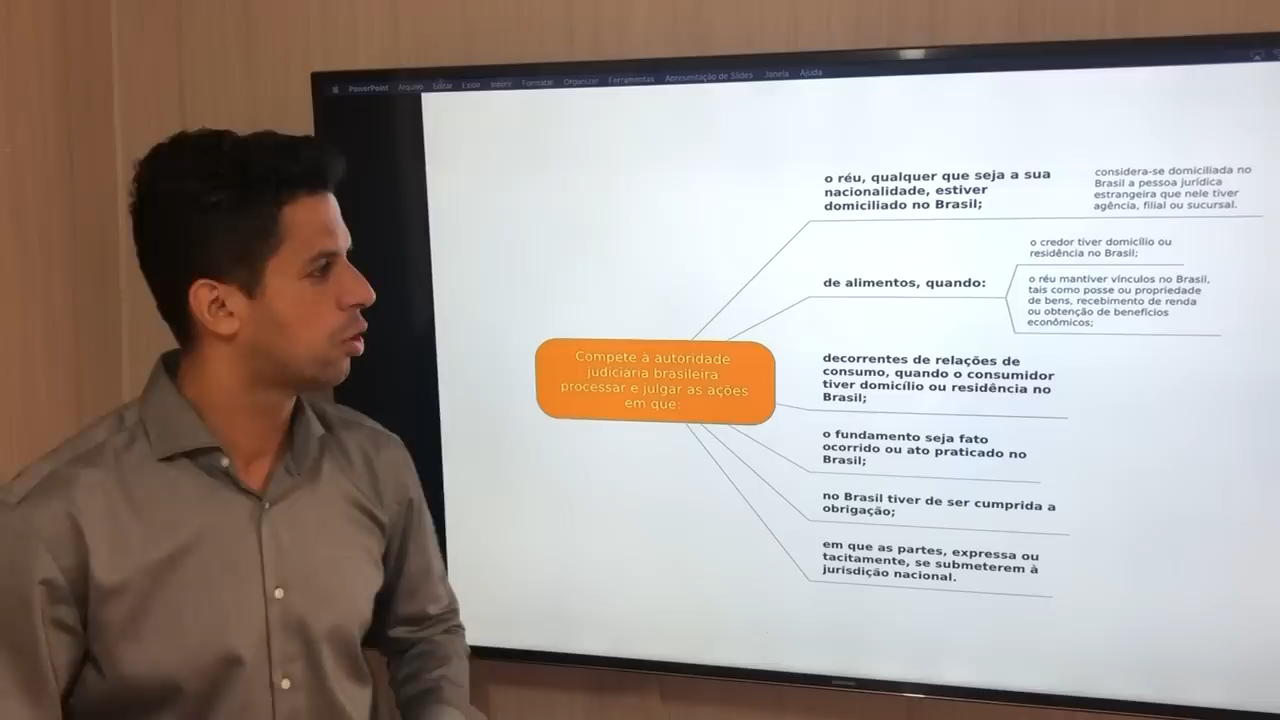 PowerPoint Arquivo Editar Exibir Inserir Formatar Organizar Ferramentas Apresentação de Slides Janela Ajuda
o réu, qualquer que seja a sua
nacionalidade, estiver
domiciliado no Brasil;
considera-se domiciliada no
Brasil a pessoa jurídica
estrangeira que nele tiver
agência, filial ou sucursal.
de alimentos, quando:
o credor tiver domicílio ou
residência no Brasil;
o réu mantiver vínculos no Brasil,
tais como posse ou propriedade
de bens, recebimento de renda
ou obtenção de benefícios
econômicos;
Compete à autoridade
judiciária brasileira
processar e julgar as ações
em que:
decorrentes de relações de
consumo, quando o consumidor
tiver domicílio ou residência no
Brasil;
o fundamento seja fato
ocorrido ou ato praticado no
Brasil;
no Brasil tiver de ser cumprida a
obrigação;
em que as partes, expressa ou
tacitamente, se submeterem à
jurisdição nacional.